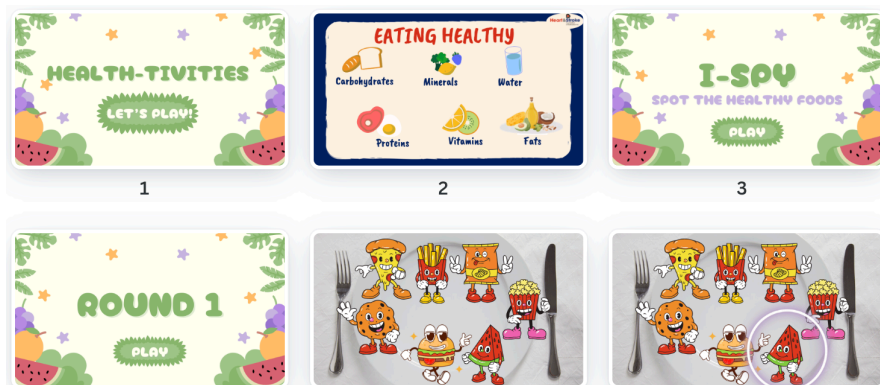 HEALTH-TIVITIES
LET'S PLAY!
EATING HEALTHY
Carbohydrates
Minerals
Water
Proteins
Vitamins
Fats
I-SPY
SPOT THE HEALTHY FOODS
PLAY
1
2
3
ROUND 1
PLAY